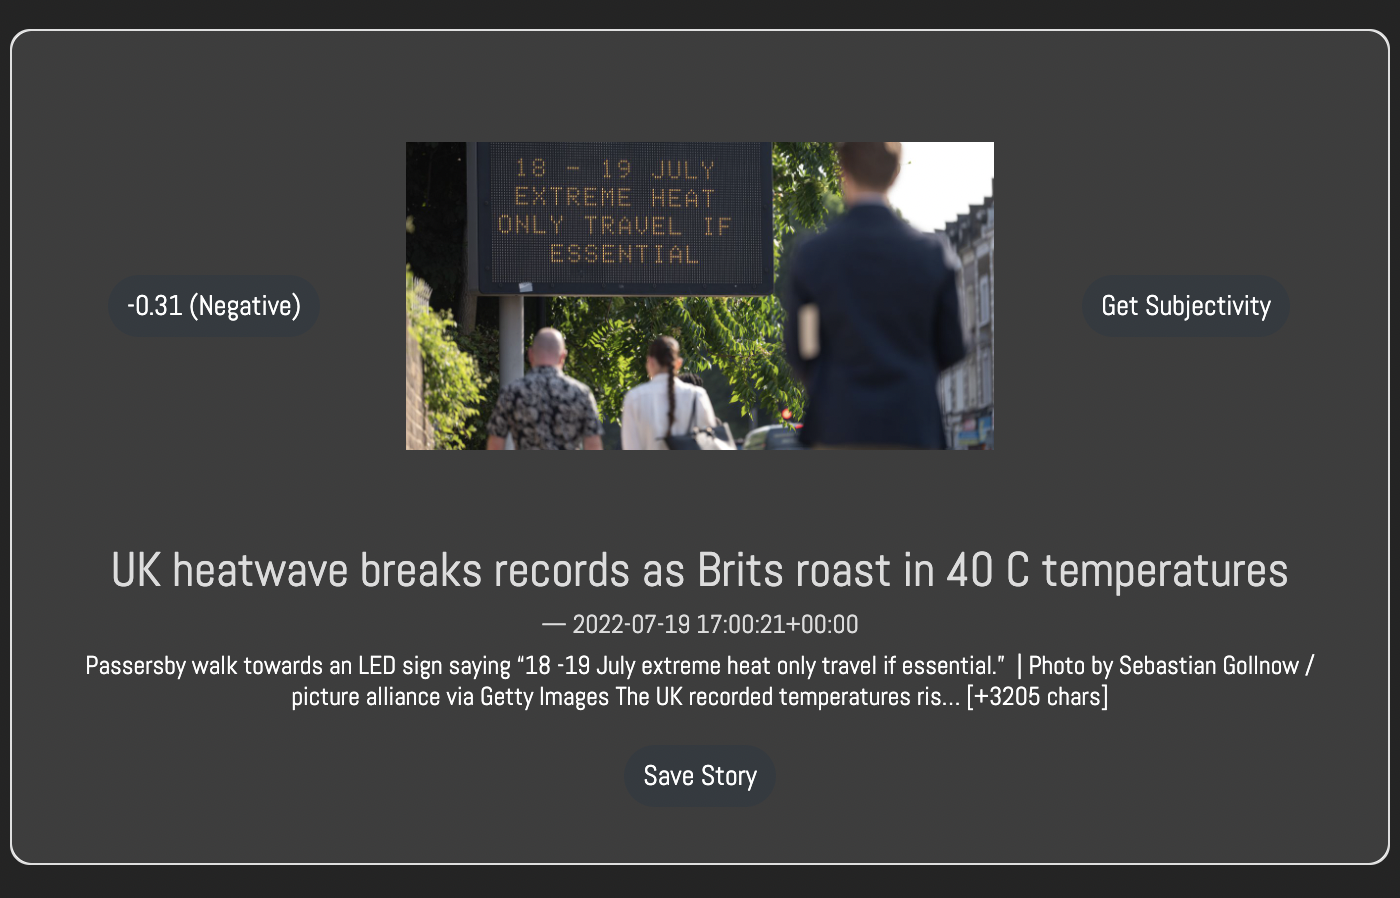 18 - 19 JULY
EXTREME HEAT
ONLY TRAVEL IF
ESSENTIAL
-0.31 (Negative)
Get Subjectivity
UK heatwave breaks records as Brits roast in 40 C temperatures
— 2022-07-19 17:00:21+00:00
Passersby walk towards an LED sign saying “18 -19 July extreme heat only travel if essential.” | Photo by Sebastian Gollnow /
picture alliance via Getty Images The UK recorded temperatures ris… [+3205 chars]
Save Story